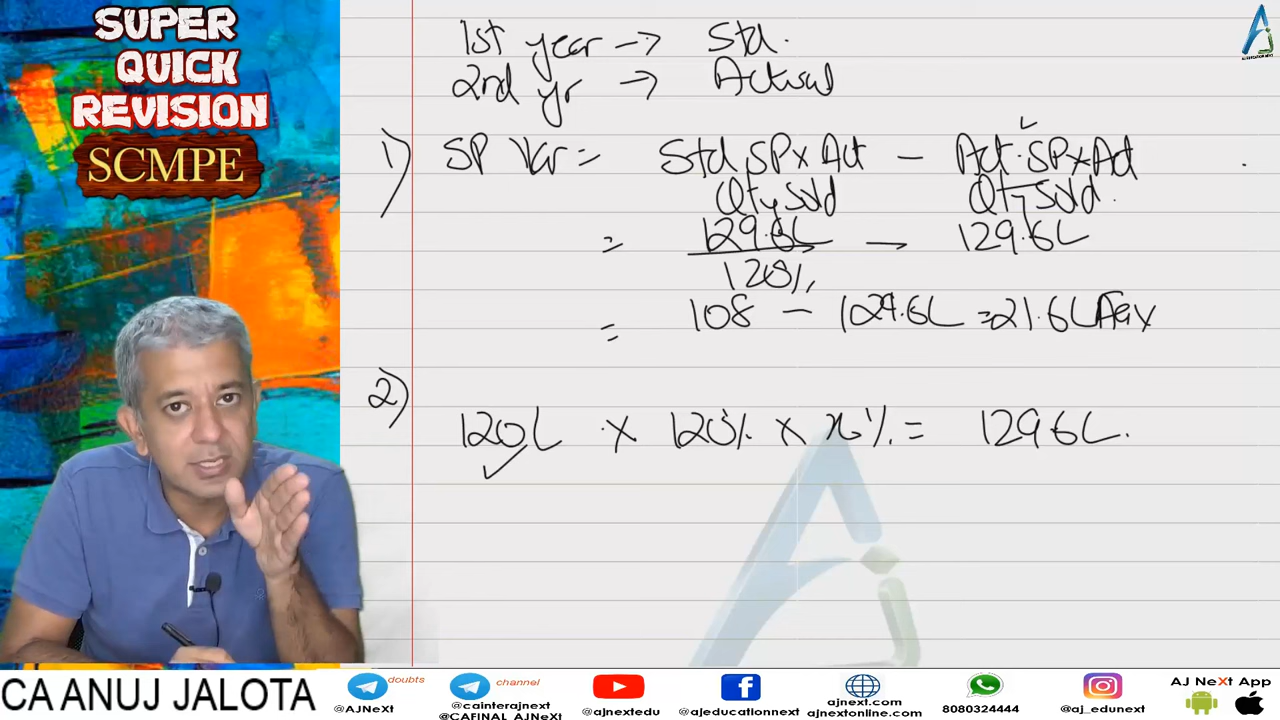 SUPER
QUICK
REVISION
SCMPE
1st year → Std.
2nd yr → Actual
1) SP Var = Std SP x Act Qty Sold − Act. SP x Act Qty Sold.
= 129.6L / 120% − 129.6L
= 108 − 129.6L = 21.6L Fav
2) 120L x 120% x x% = 129.6L.
CA ANUJ JALOTA
doubts
@AJNeXt
channel
@cainterajnext
@CAFINAL_AJNeXt
@ajnextedu
@ajeducationnext
ajnext.com
ajnextonline.com
8080324444
@aj_edunext
AJ NeXt App